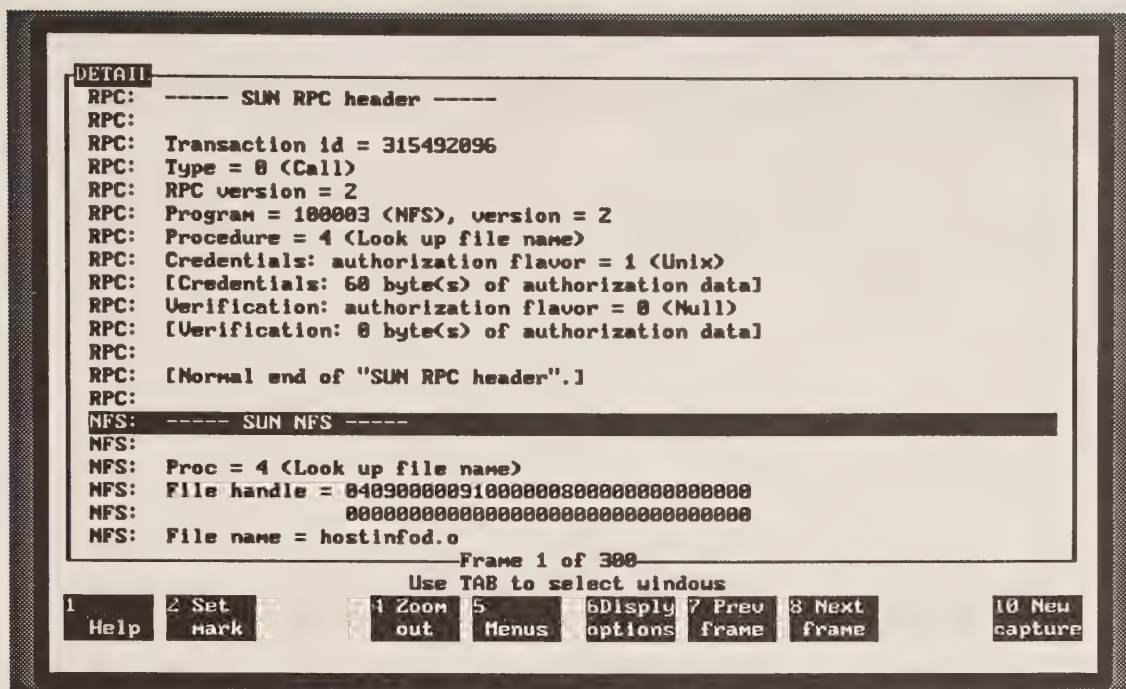 DETAIL
RPC: ----- SUN RPC header -----
RPC:
RPC: Transaction id = 315492096
RPC: Type = 0 (Call)
RPC: RPC version = 2
RPC: Program = 100003 (NFS), version = 2
RPC: Procedure = 4 (Look up file name)
RPC: Credentials: authorization flavor = 1 (Unix)
RPC: [Credentials: 60 byte(s) of authorization data]
RPC: Verification: authorization flavor = 0 (Null)
RPC: [Verification: 0 byte(s) of authorization data]
RPC:
RPC: [Normal end of "SUN RPC header".]
RPC:
NFS: ----- SUN NFS -----
NFS:
NFS: Proc = 4 (Look up file name)
NFS: File handle = 04090000091000000800000000000000
NFS: 00000000000000000000000000000000
NFS: File name = hostinfod.o
Frame 1 of 300
Use TAB to select windows
1 Help 2 Set mark 4 Zoom out 5 Menus 6Disply options 7 Prev frame 8 Next frame 10 New capture